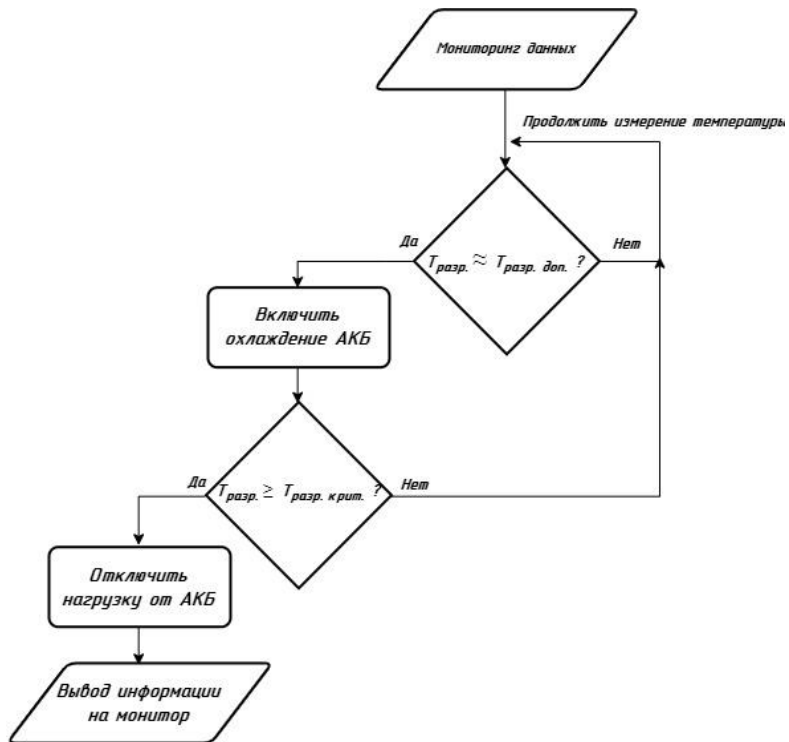 Мониторинг данных
Продолжить измерение температуры
Да
Tразр. ≈ Tразр. доп. ?
Нет
Включить
охлаждение АКБ
Да
Tразр. ≥ Tразр. крит. ?
Нет
Отключить
нагрузку от АКБ
Вывод информации
на монитор